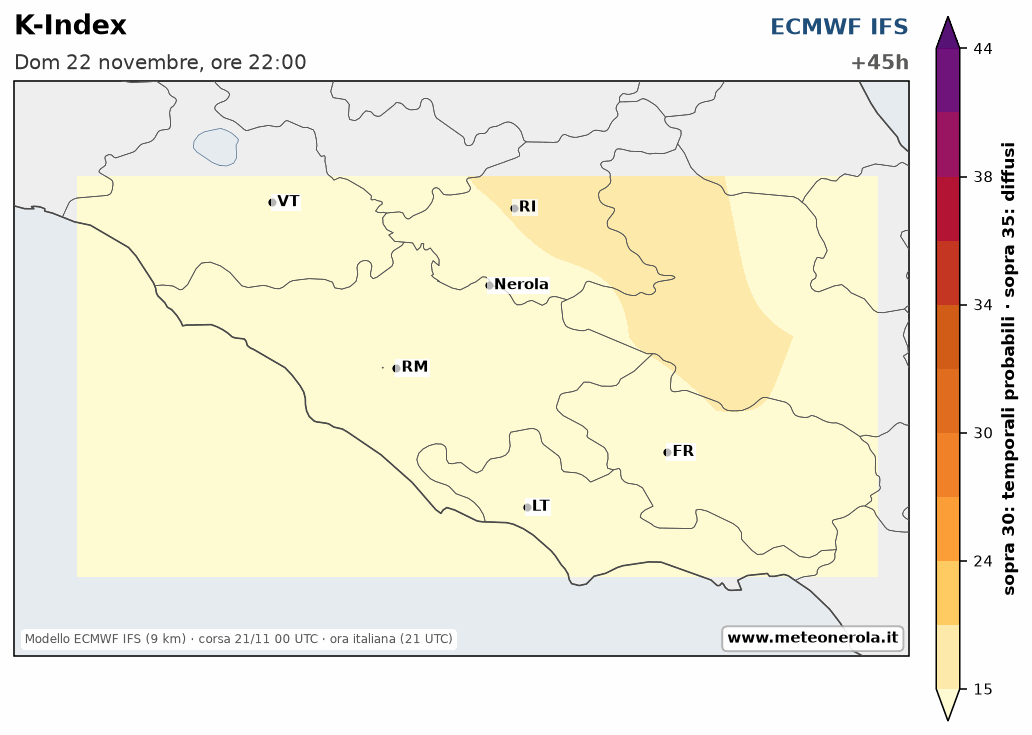 K-Index
ECMWF IFS
Dom 22 novembre, ore 22:00
+45h
VT
RI
Nerola
RM
FR
LT
Modello ECMWF IFS (9 km) · corsa 21/11 00 UTC · ora italiana (21 UTC)
www.meteonerola.it
44
38
34
30
24
15
sopra 30: temporali probabili · sopra 35: diffusi